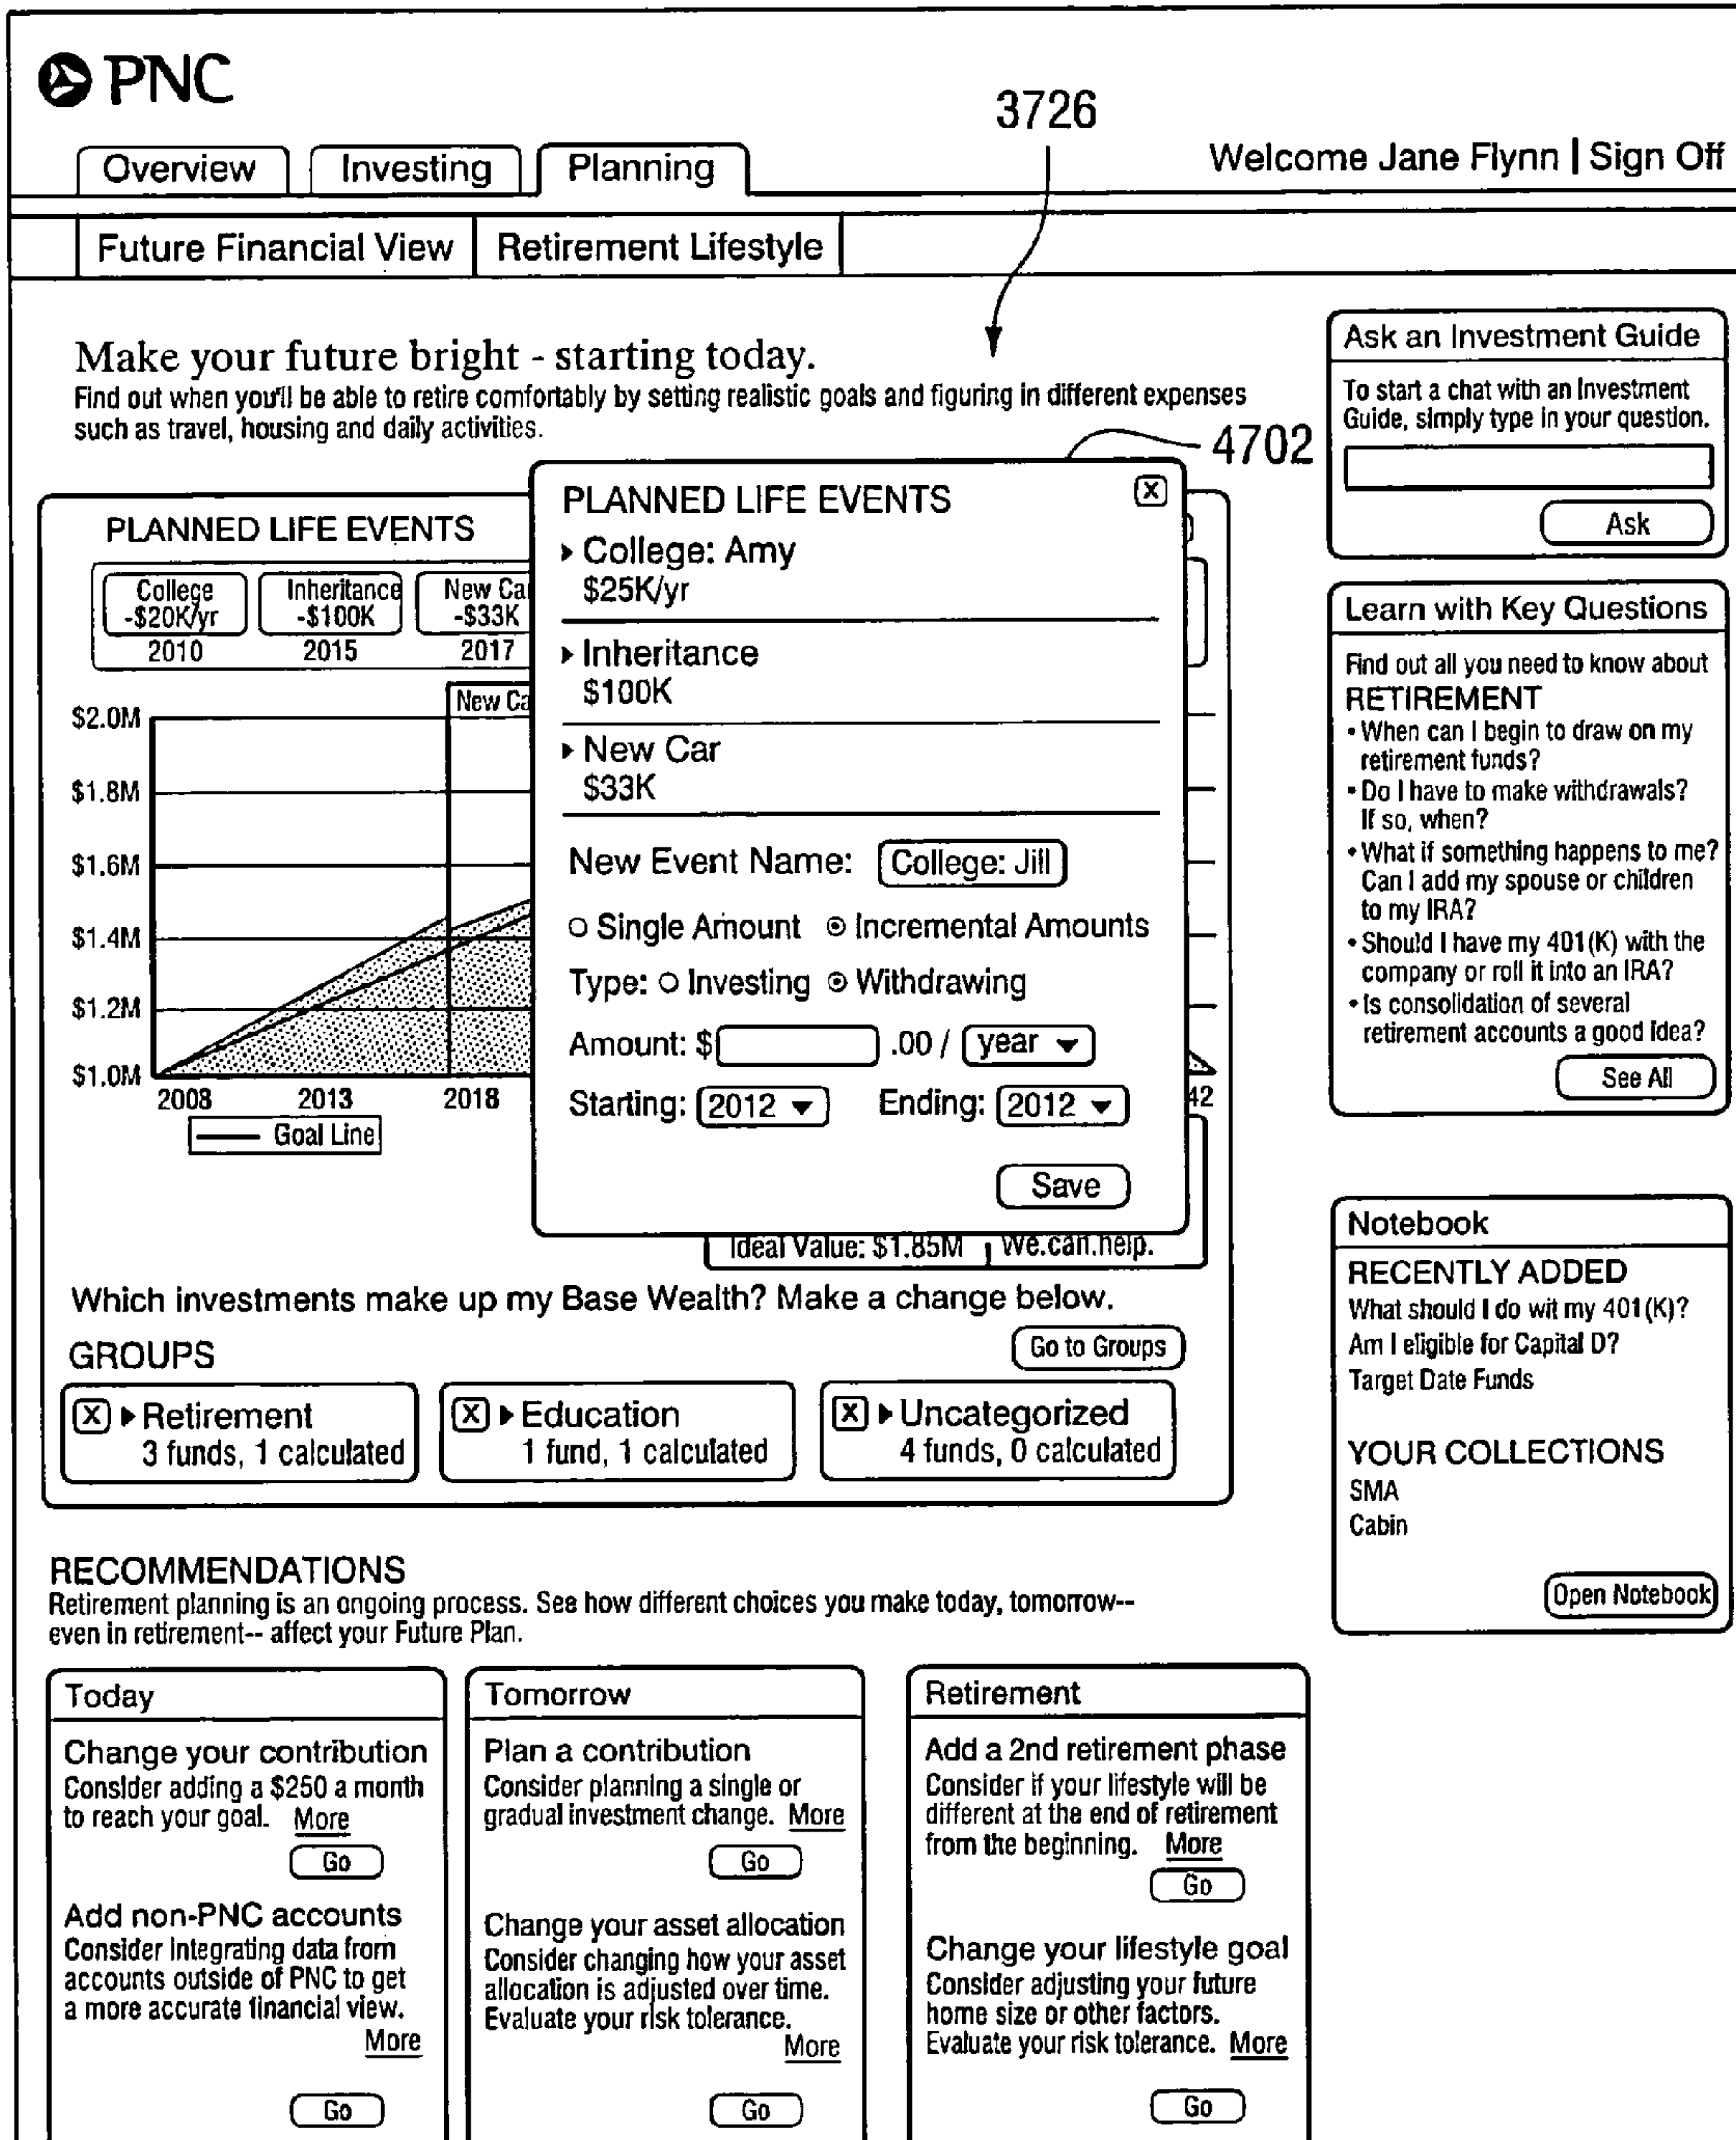 PNC
3726
Overview
Investing
Planning
Welcome Jane Flynn | Sign Off
Future Financial View
Retirement Lifestyle
Make your future bright - starting today.
Find out when you'll be able to retire comfortably by setting realistic goals and figuring in different expenses
such as travel, housing and daily activities.
4702
PLANNED LIFE EVENTS
College
-$20K/yr
2010
Inheritance
-$100K
2015
New Ca
-$33K
2017
New Ca
$2.0M
$1.8M
$1.6M
$1.4M
$1.2M
$1.0M
2008
2013
2018
42
Goal Line
PLANNED LIFE EVENTS
X
College: Amy
$25K/yr
Inheritance
$100K
New Car
$33K
New Event Name: College: Jill
Single Amount
Incremental Amounts
Type: Investing
Withdrawing
Amount: $ .00 / year
Starting: 2012
Ending: 2012
Save
Ideal Value: $1.85M
We.can.help.
Which investments make up my Base Wealth? Make a change below.
GROUPS
Go to Groups
X Retirement
3 funds, 1 calculated
X Education
1 fund, 1 calculated
X Uncategorized
4 funds, 0 calculated
Ask an Investment Guide
To start a chat with an Investment
Guide, simply type in your question.
Ask
Learn with Key Questions
Find out all you need to know about
RETIREMENT
• When can I begin to draw on my
retirement funds?
• Do I have to make withdrawals?
If so, when?
• What if something happens to me?
Can I add my spouse or children
to my IRA?
• Should I have my 401(K) with the
company or roll it into an IRA?
• Is consolidation of several
retirement accounts a good idea?
See All
Notebook
RECENTLY ADDED
What should I do wit my 401(K)?
Am I eligible for Capital D?
Target Date Funds
YOUR COLLECTIONS
SMA
Cabin
Open Notebook
RECOMMENDATIONS
Retirement planning is an ongoing process. See how different choices you make today, tomorrow--
even in retirement-- affect your Future Plan.
Today
Change your contribution
Consider adding a $250 a month
to reach your goal. More
Go
Add non-PNC accounts
Consider integrating data from
accounts outside of PNC to get
a more accurate financial view.
More
Go
Tomorrow
Plan a contribution
Consider planning a single or
gradual investment change. More
Go
Change your asset allocation
Consider changing how your asset
allocation is adjusted over time.
Evaluate your risk tolerance.
More
Go
Retirement
Add a 2nd retirement phase
Consider if your lifestyle will be
different at the end of retirement
from the beginning. More
Go
Change your lifestyle goal
Consider adjusting your future
home size or other factors.
Evaluate your risk tolerance. More
Go